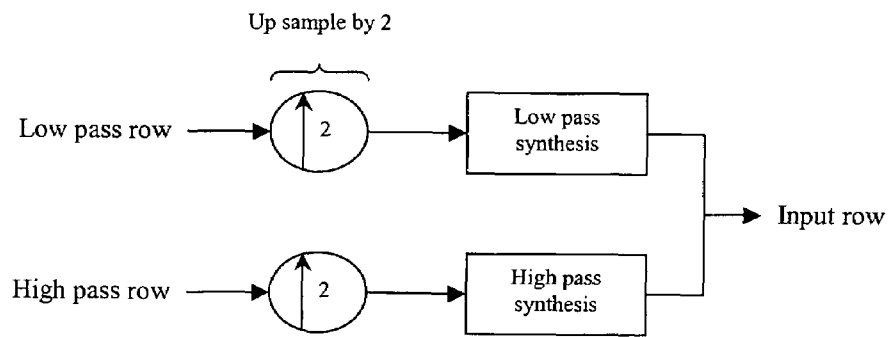 Up sample by 2
Low pass row
2
Low pass
synthesis
Input row
High pass row
2
High pass
synthesis